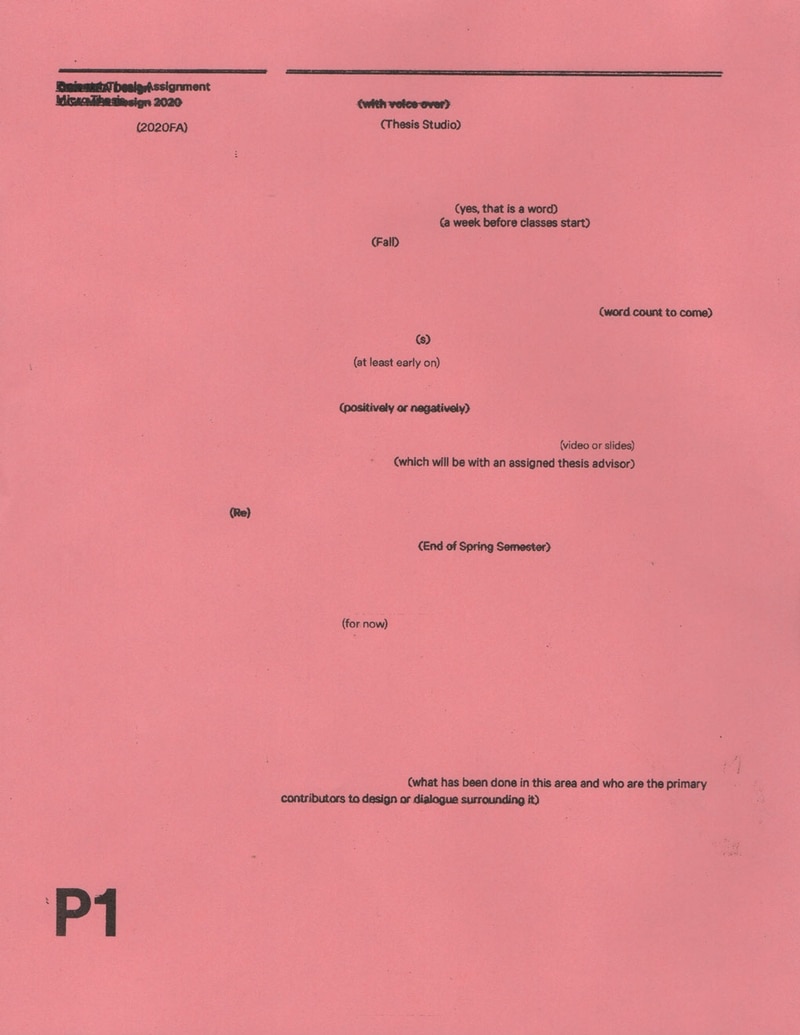 Assignment
2020
(with voice over)
(2020FA)
(Thesis Studio)
(yes, that is a word)
(a week before classes start)
(Fall)
(word count to come)
(s)
(at least early on)
(positively or negatively)
(video or slides)
(which will be with an assigned thesis advisor)
(Re)
(End of Spring Semester)
(for now)
(what has been done in this area and who are the primary
contributors to design or dialogue surrounding it)
P1